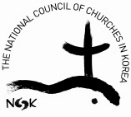 THE NATIONAL COUNCIL OF CHURCHES IN KOREA
NCCK